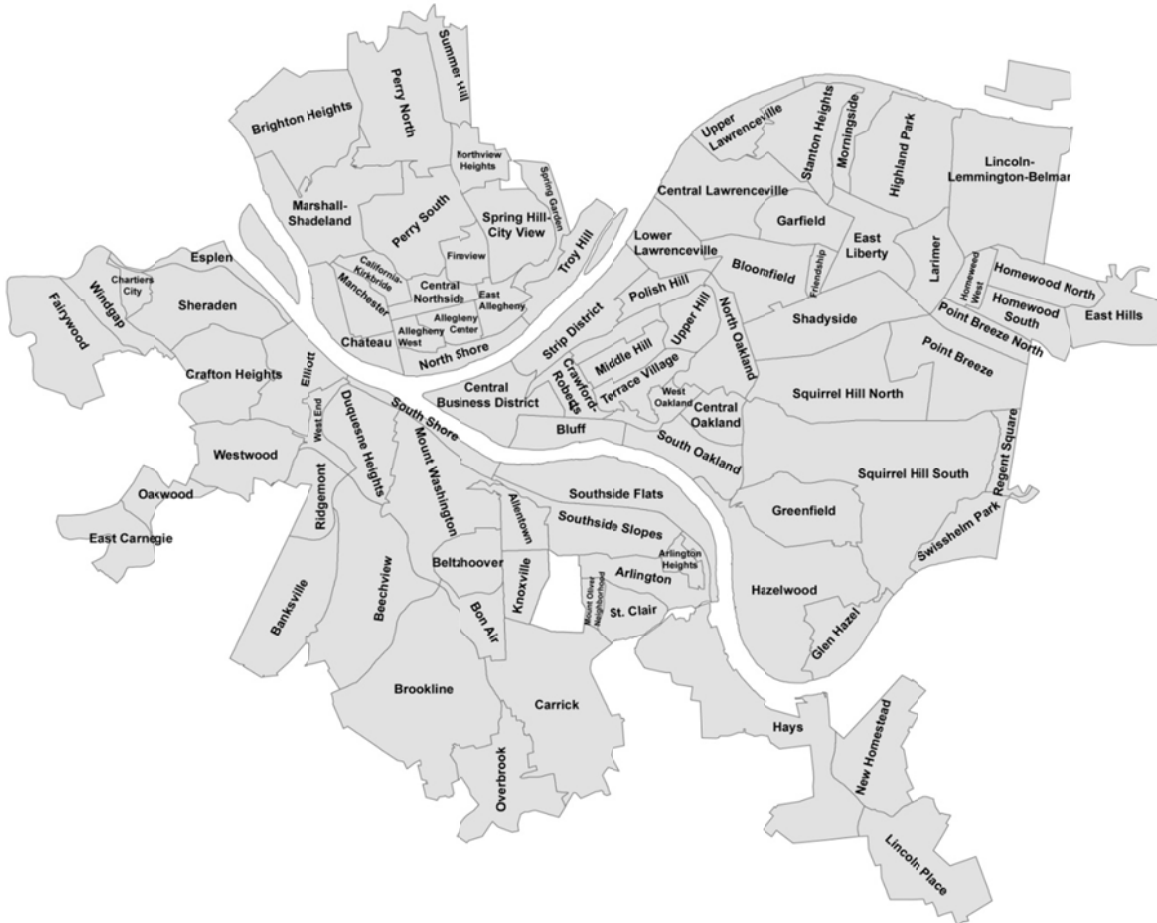 Summer Hill
Perry North
Brighton Heights
Northview
Heights
Spring Garden
Marshall-
Shadeland
Perry South
Spring Hill-
City View
Troy Hill
Fineview
California-
Kirkbride
Manchester
Central
Northside
East
Allegheny
Allegheny
Center
Allegheny
West
Chateau
North Shore
Upper
Lawrenceville
Stanton Heights
Morningside
Highland Park
Lincoln-
Lemmington-Belmar
Central Lawrenceville
Garfield
East
Liberty
Larimer
Lower
Lawrenceville
Bloomfield
Friendship
Homeweed
West
Homewood North
Homewood
South
East Hills
Point Breeze North
Point Breeze
Polish Hill
Upper Hill
North Oakland
Shadyside
Strip District
Middle Hill
Crawford-
Roberts
Terrace Village
West
Oakland
Central
Oakland
Central
Business District
Bluff
South Oakland
Squirrel Hill North
Squirrel Hill South
Regent Square
Greenfield
Swissheim Park
Hazelwood
Glen Hazel
Esplen
Chartiers
City
Windgap
Fairywood
Sheraden
Crafton Heights
Elliott
West End
Duquesne Heights
South Shore
Mount Washington
Westwood
Oakwood
East Carnegie
Ridgemont
Banksville
Beechview
Allentown
Beltzhoover
Knoxville
Bon Air
Southside Flats
Southside Slopes
Arlington
Heights
Arlington
Mount Oliver
Neighborhood
St. Clair
Brookline
Carrick
Overbrook
Hays
New Homestead
Lincoln Place